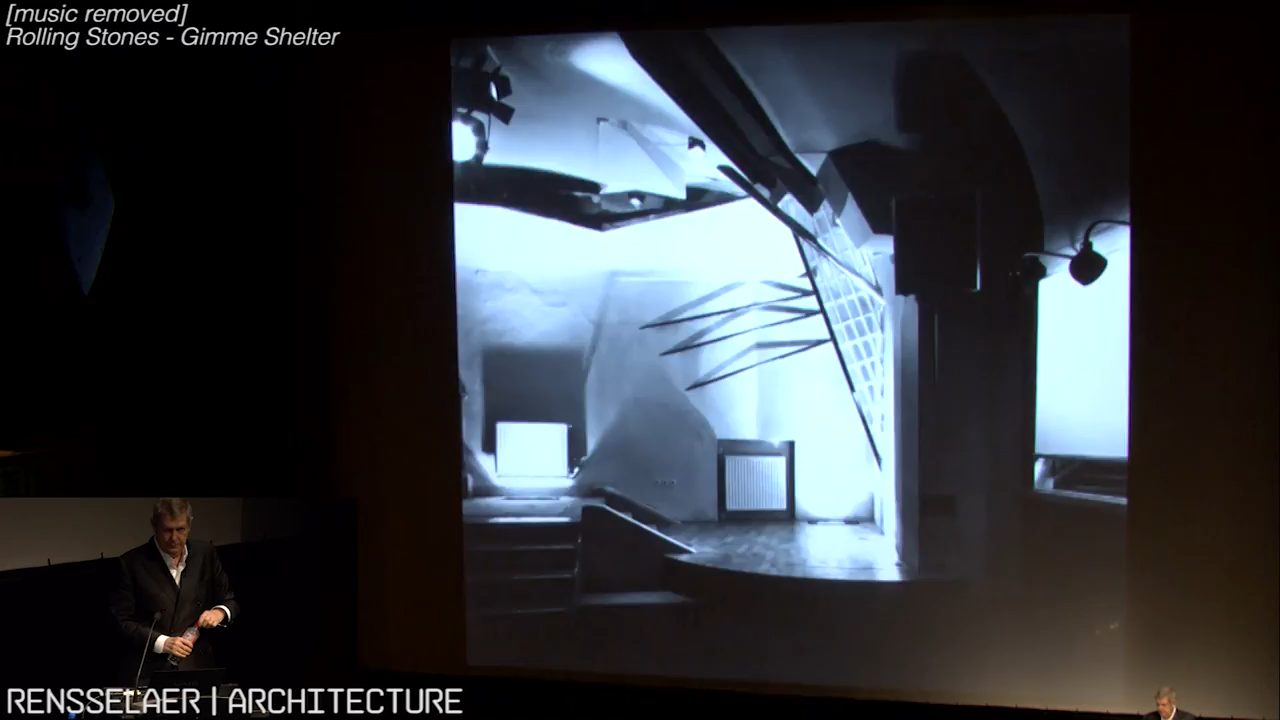 [music removed]
Rolling Stones - Gimme Shelter
RENSSELAER | ARCHITECTURE